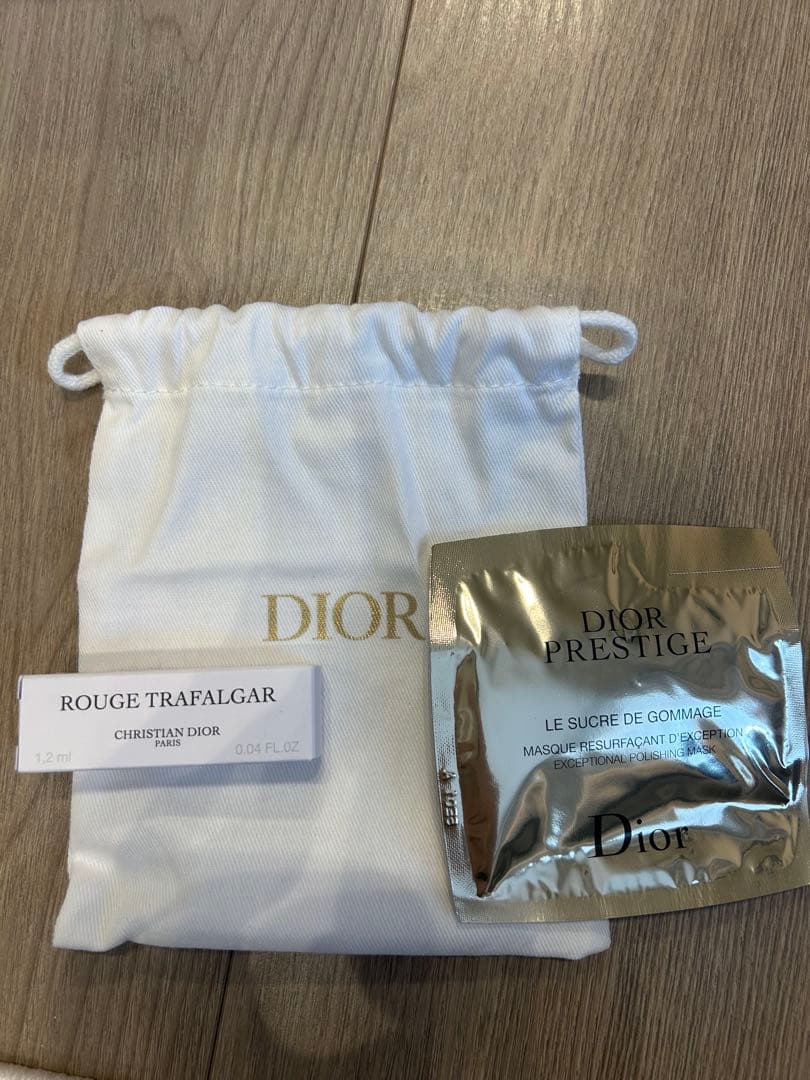 DIOR
ROUGE TRAFALGAR
CHRISTIAN DIOR
PARIS
1,2 ml
0.04 FL.OZ
DIOR
PRESTIGE
LE SUCRE DE GOMMAGE
MASQUE RESURFAÇANT D'EXCEPTION
EXCEPTIONAL POLISHING MASK
Dior